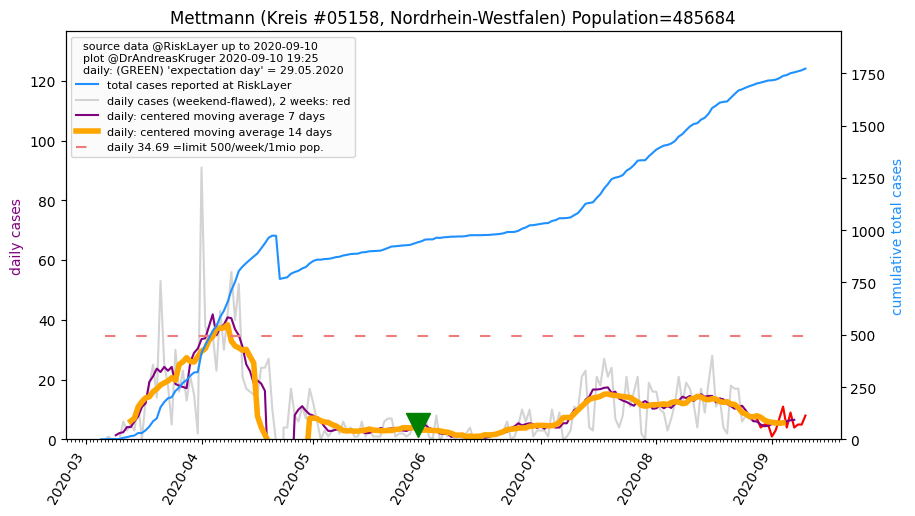 Mettmann (Kreis #05158, Nordrhein-Westfalen) Population=485684
source data @RiskLayer up to 2020-09-10
plot @DrAndreasKruger 2020-09-10 19:25
daily: (GREEN) 'expectation day' = 29.05.2020
total cases reported at RiskLayer
daily cases (weekend-flawed), 2 weeks: red
daily: centered moving average 7 days
daily: centered moving average 14 days
daily 34.69 =limit 500/week/1mio pop.
daily cases
120
100
80
60
40
20
0
1750
1500
1250
1000
750
500
250
0
cumulative total cases
2020-03
2020-04
2020-05
2020-06
2020-07
2020-08
2020-09